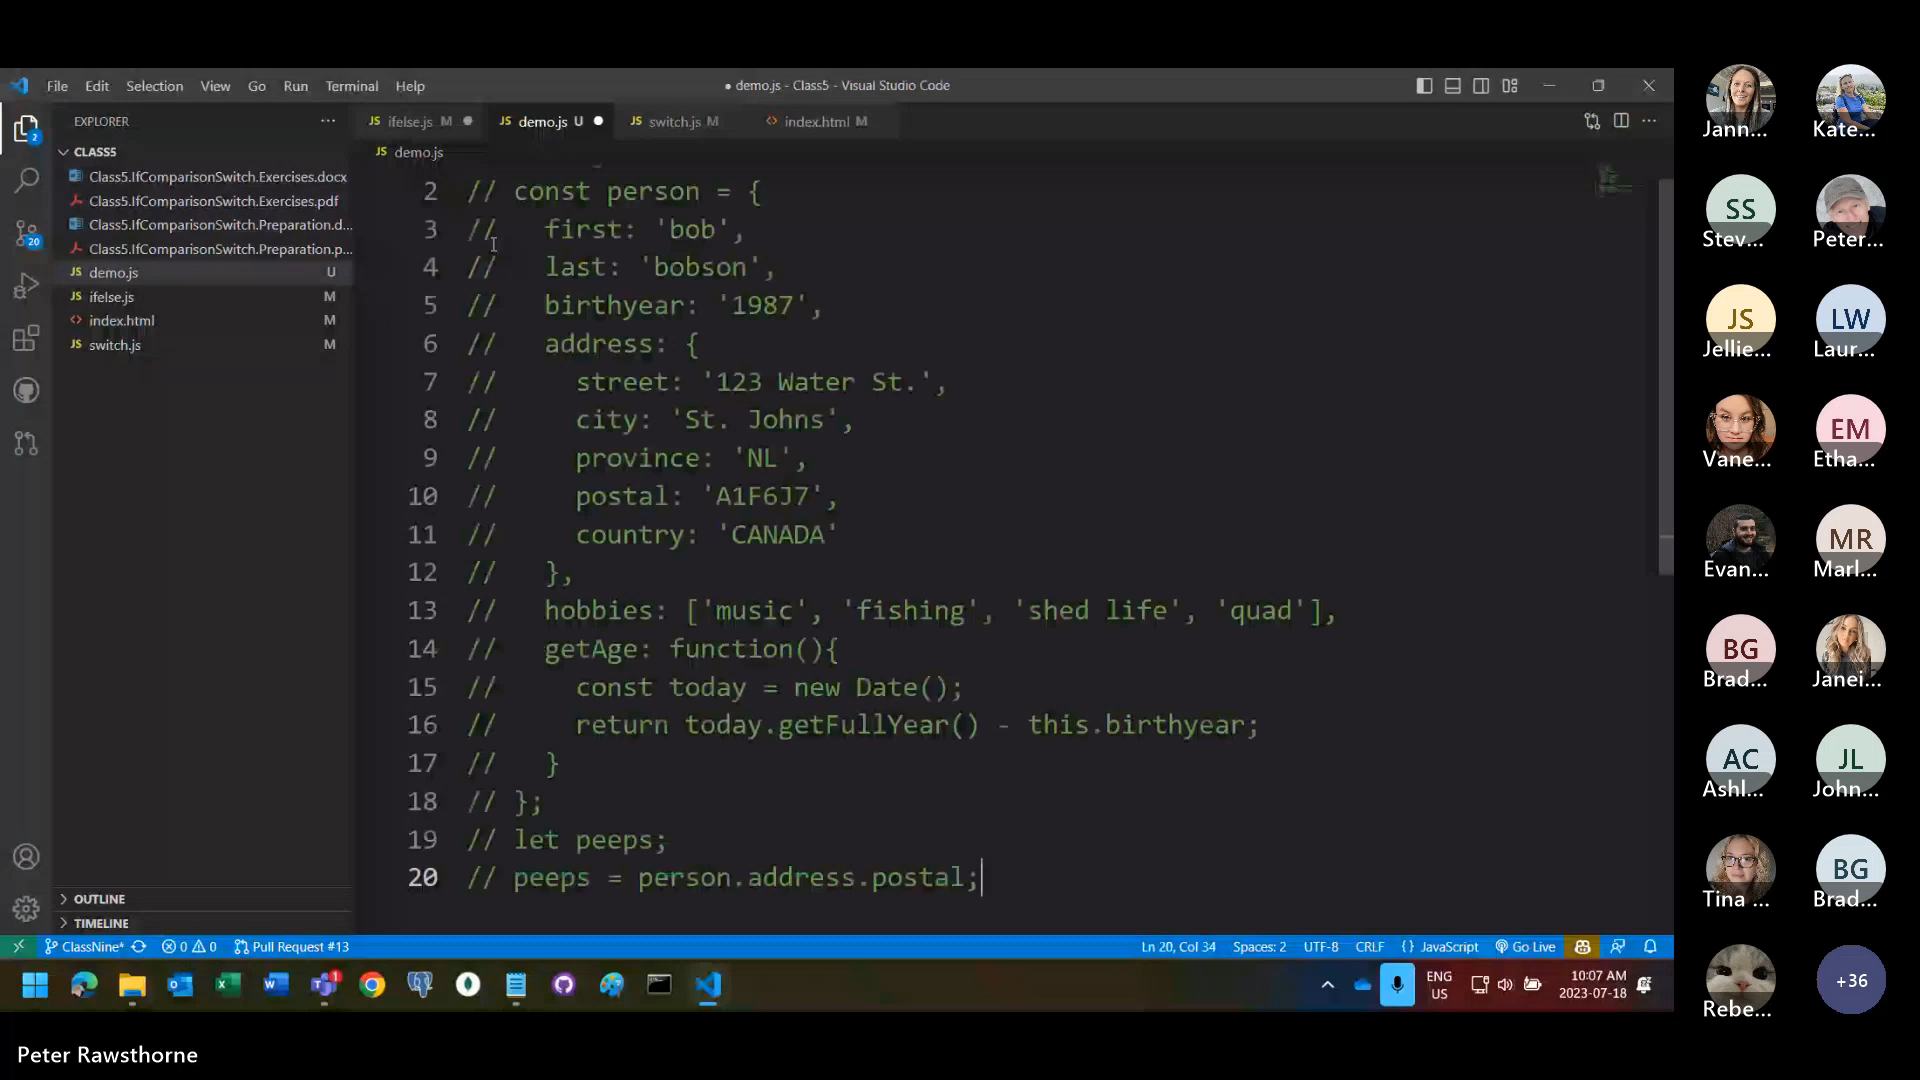 File Edit Selection View Go Run Terminal Help
● demo.js - Class5 - Visual Studio Code
EXPLORER
CLASS5
Class5.IfComparisonSwitch.Exercises.docx
Class5.IfComparisonSwitch.Exercises.pdf
Class5.IfComparisonSwitch.Preparation.d...
Class5.IfComparisonSwitch.Preparation.p...
JS demo.js U
JS ifelse.js M
<> index.html M
JS switch.js M
OUTLINE
TIMELINE
2
20
JS ifelse.js M
JS demo.js U
JS switch.js M
<> index.html M
JS demo.js
2 // const person = {
3 // first: 'bob',
4 // last: 'bobson',
5 // birthyear: '1987',
6 // address: {
7 // street: '123 Water St.',
8 // city: 'St. Johns',
9 // province: 'NL',
10 // postal: 'A1F6J7',
11 // country: 'CANADA'
12 // },
13 // hobbies: ['music', 'fishing', 'shed life', 'quad'],
14 // getAge: function(){
15 // const today = new Date();
16 // return today.getFullYear() - this.birthyear;
17 // }
18 // };
19 // let peeps;
20 // peeps = person.address.postal;
ClassNine* 0 0 Pull Request #13
Ln 20, Col 34 Spaces: 2 UTF-8 CRLF {} JavaScript Go Live
1
ENG
US
10:07 AM
2023-07-18
Jann...
Kate...
SS
Stev...
Peter...
JS
Jellie...
LW
Laur...
Vane...
EM
Etha...
Evan...
MR
Marl...
BG
Brad...
Janei...
AC
Ashl...
JL
John...
Tina ...
BG
Brad...
Rebe...
+36
Peter Rawsthorne